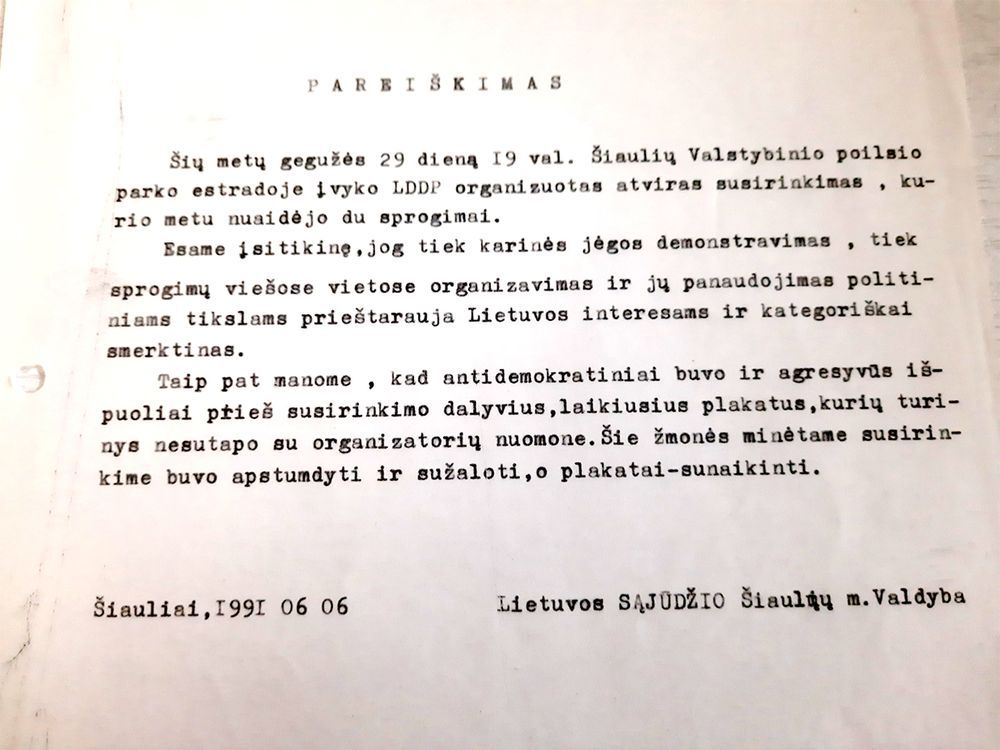 P A R E I Š K I M A S
Šių metų gegužės 29 dieną I9 val. Šiaulių Valstybinio poilsio
parko estradoje įvyko LDDP organizuotas atviras susirinkimas , ku-
rio metu nuaidėjo du sprogimai.
Esame įsitikinę,jog tiek karinės jėgos demonstravimas , tiek
sprogimų viešose vietose organizavimas ir jų panaudojimas politi-
niams tikslams prieštarauja Lietuvos interesams ir kategoriškai
smerktinas.
Taip pat manome , kad antidemokratiniai buvo ir agresyvūs iš-
puoliai prieš susirinkimo dalyvius,laikiusius plakatus,kurių turi-
nys nesutapo su organizatorių nuomone.Šie žmonės minėtame susirin-
kime buvo apstumdyti ir sužaloti,o plakatai-sunaikinti.
Šiauliai,I99I 06 06 Lietuvos SĄJŪDŽIO Šiaulių m.Valdyba